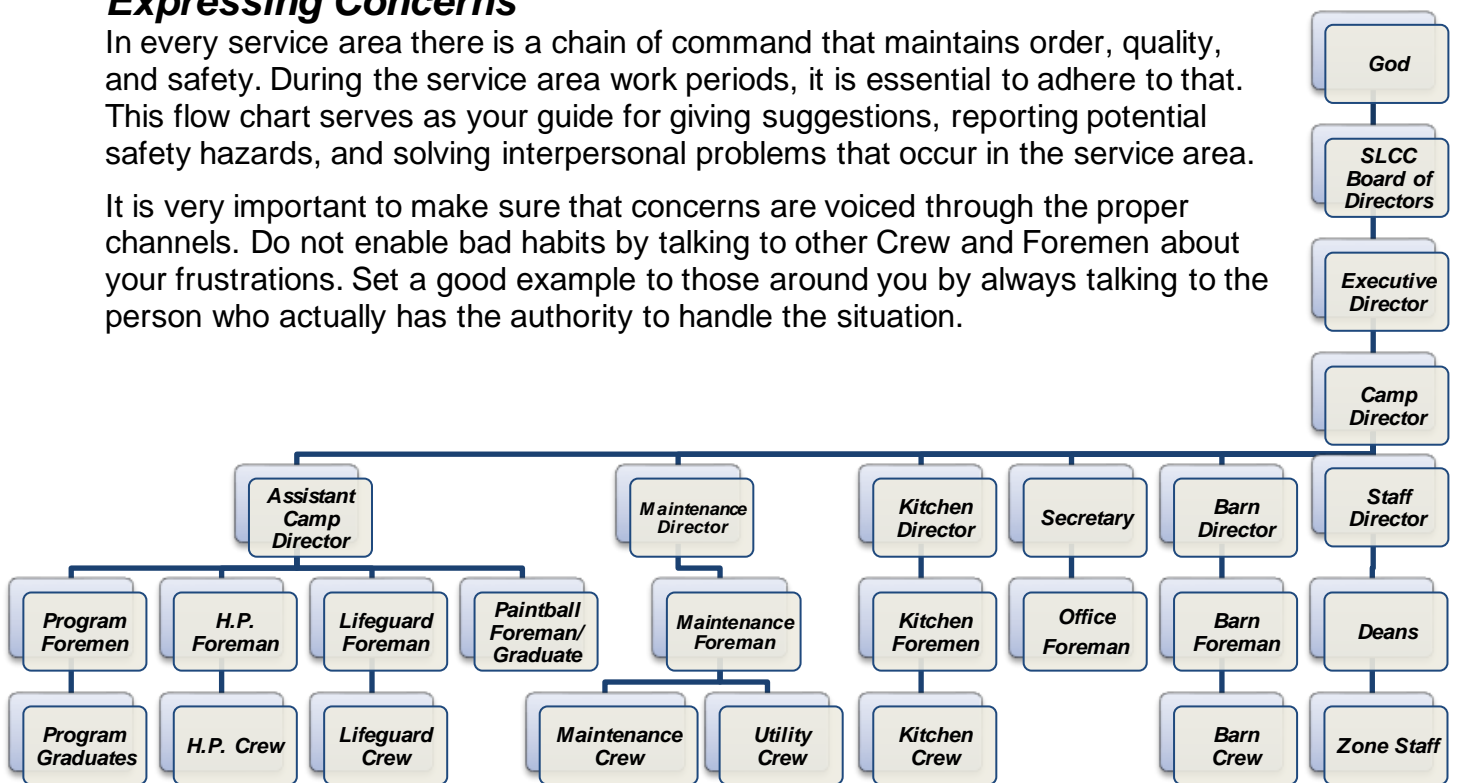 Expressing Concerns
In every service area there is a chain of command that maintains order, quality,
and safety. During the service area work periods, it is essential to adhere to that.
This flow chart serves as your guide for giving suggestions, reporting potential
safety hazards, and solving interpersonal problems that occur in the service area.
It is very important to make sure that concerns are voiced through the proper
channels. Do not enable bad habits by talking to other Crew and Foremen about
your frustrations. Set a good example to those around you by always talking to the
person who actually has the authority to handle the situation.
God
SLCC
Board of
Directors
Executive
Director
Camp
Director
Assistant
Camp
Director
Maintenance
Director
Kitchen
Director
Secretary
Barn
Director
Staff
Director
Program
Foremen
H.P.
Foreman
Lifeguard
Foreman
Paintball
Foreman/
Graduate
Maintenance
Foreman
Kitchen
Foremen
Office
Foreman
Barn
Foreman
Deans
Program
Graduates
H.P. Crew
Lifeguard
Crew
Maintenance
Crew
Utility
Crew
Kitchen
Crew
Barn
Crew
Zone Staff